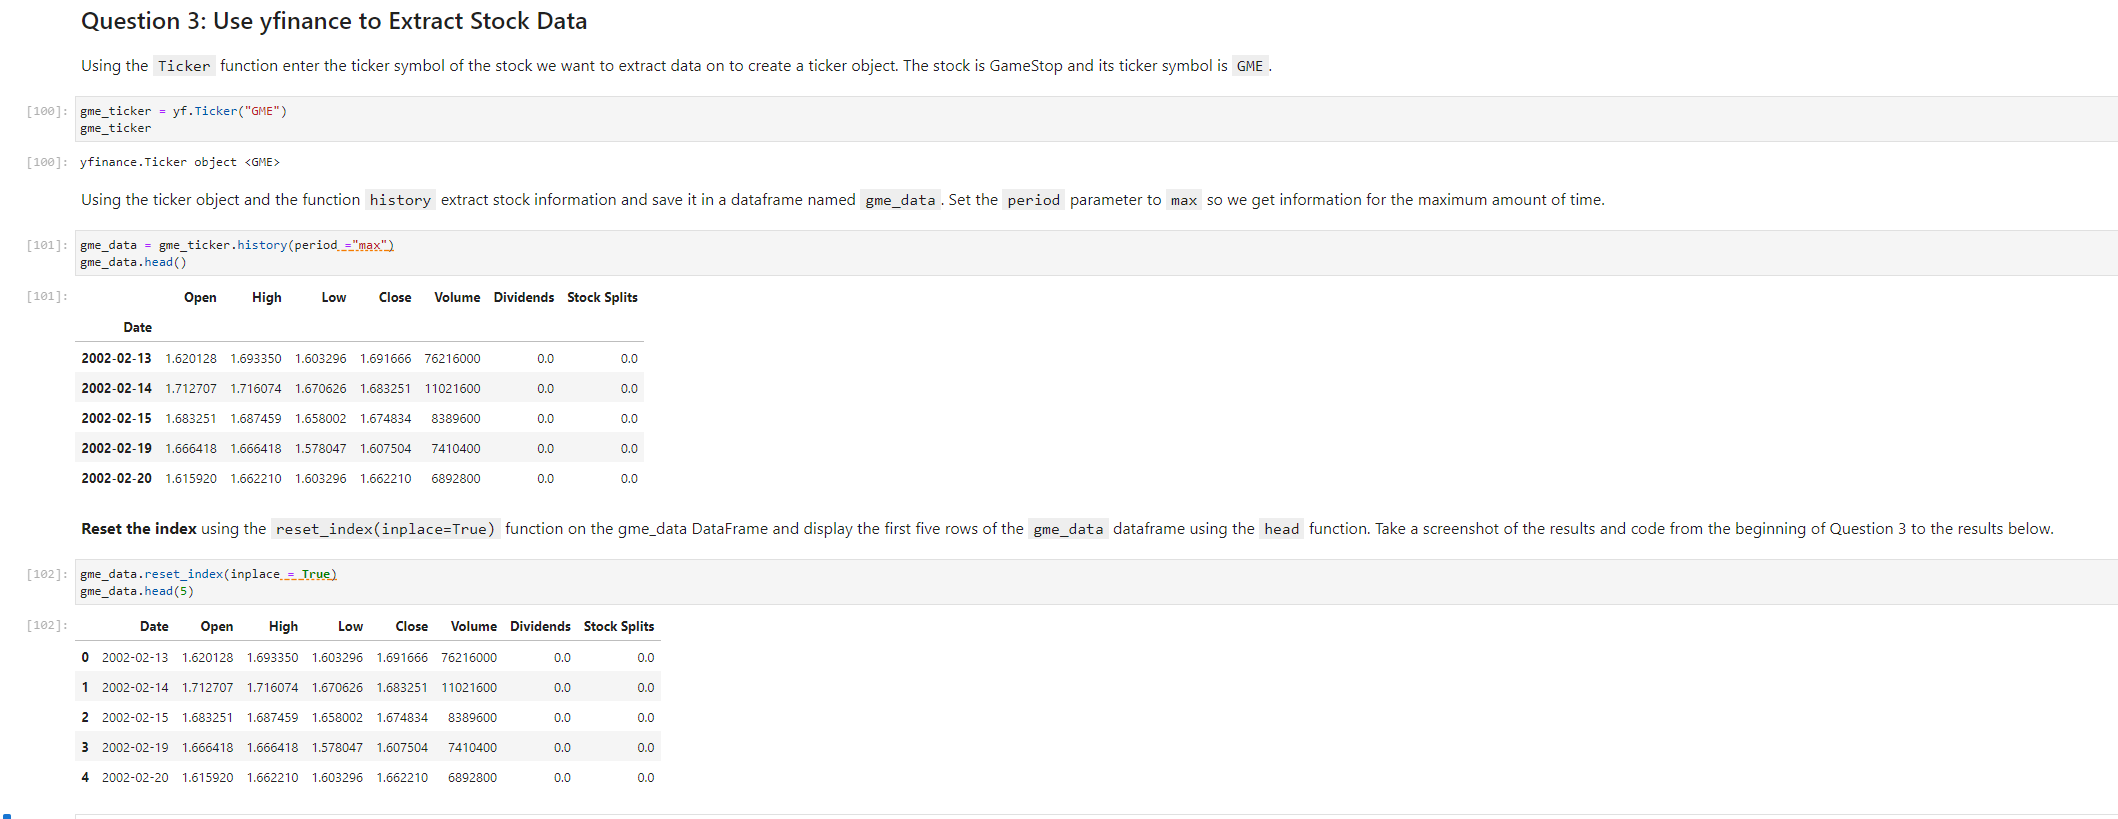 Question 3: Use yfinance to Extract Stock Data
Using the Ticker function enter the ticker symbol of the stock we want to extract data on to create a ticker object. The stock is GameStop and its ticker symbol is GME .
[100]: gme_ticker = yf.Ticker("GME")
gme_ticker
[100]: yfinance.Ticker object <GME>
Using the ticker object and the function history extract stock information and save it in a dataframe named gme_data . Set the period parameter to max so we get information for the maximum amount of time.
[101]: gme_data = gme_ticker.history(period ="max")
gme_data.head()
[101]: Open High Low Close Volume Dividends Stock Splits
Date
2002-02-13 1.620128 1.693350 1.603296 1.691666 76216000 0.0 0.0
2002-02-14 1.712707 1.716074 1.670626 1.683251 11021600 0.0 0.0
2002-02-15 1.683251 1.687459 1.658002 1.674834 8389600 0.0 0.0
2002-02-19 1.666418 1.666418 1.578047 1.607504 7410400 0.0 0.0
2002-02-20 1.615920 1.662210 1.603296 1.662210 6892800 0.0 0.0
Reset the index using the reset_index(inplace=True) function on the gme_data DataFrame and display the first five rows of the gme_data dataframe using the head function. Take a screenshot of the results and code from the beginning of Question 3 to the results below.
[102]: gme_data.reset_index(inplace = True)
gme_data.head(5)
[102]: Date Open High Low Close Volume Dividends Stock Splits
0 2002-02-13 1.620128 1.693350 1.603296 1.691666 76216000 0.0 0.0
1 2002-02-14 1.712707 1.716074 1.670626 1.683251 11021600 0.0 0.0
2 2002-02-15 1.683251 1.687459 1.658002 1.674834 8389600 0.0 0.0
3 2002-02-19 1.666418 1.666418 1.578047 1.607504 7410400 0.0 0.0
4 2002-02-20 1.615920 1.662210 1.603296 1.662210 6892800 0.0 0.0